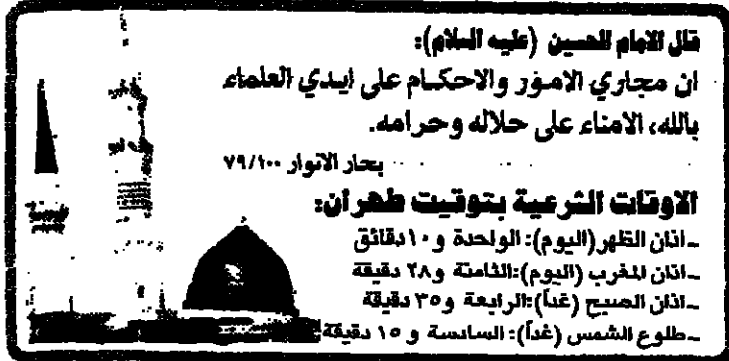 قال الامام الحسين (عليه السلام):
ان مجاري الامور والاحكام على ايدي العلماء
بالله، الامناء على حلاله وحرامه.
بحار الانوار ٧٩/١٠٠
الاوقات الشرعية بتوقيت طهران:
ـ اذان الظهر (اليوم): الواحدة و١٠ دقائق
ـ اذان المغرب (اليوم): الثامنة و٢٨ دقيقة
ـ اذان الصبح (غداً): الرابعة و٣٥ دقيقة
ـ طلوع الشمس (غداً): السادسة و ١٥ دقيقة